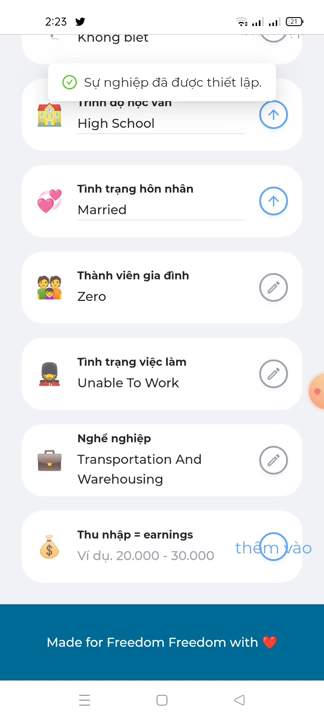 2:23
21
Không biết
Sự nghiệp đã được thiết lập.
Trình độ học vấn
High School
Tình trạng hôn nhân
Married
Thành viên gia đình
Zero
Tình trạng việc làm
Unable To Work
Nghề nghiệp
Transportation And
Warehousing
Thu nhập = earnings
Ví dụ. 20.000 - 30.000
thêm vào
Made for Freedom Freedom with ❤️